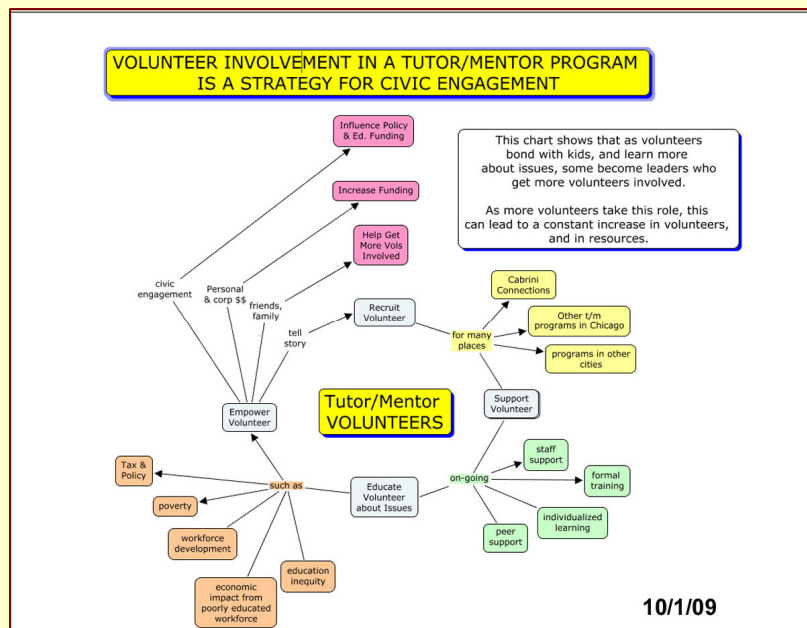 VOLUNTEER INVOLVEMENT IN A TUTOR/MENTOR PROGRAM
IS A STRATEGY FOR CIVIC ENGAGEMENT
Influence Policy
& Ed. Funding
This chart shows that as volunteers
bond with kids, and learn more
about issues, some become leaders who
get more volunteers involved.
As more volunteers take this role, this
can lead to a constant increase in volunteers,
and in resources.
Increase Funding
Help Get
More Vols
Involved
civic
engagement
Personal
& corp $$
friends,
family
tell
story
Recruit
Volunteer
for many
places
Cabrini
Connections
Other t/m
programs in Chicago
programs in other
cities
Empower
Volunteer
Tutor/Mentor
VOLUNTEERS
Support
Volunteer
Tax &
Policy
such as
poverty
workforce
development
economic
impact from
poorly educated
workforce
education
inequity
Educate
Volunteer
about Issues
on-going
staff
support
formal
training
individualized
learning
peer
support
10/1/09